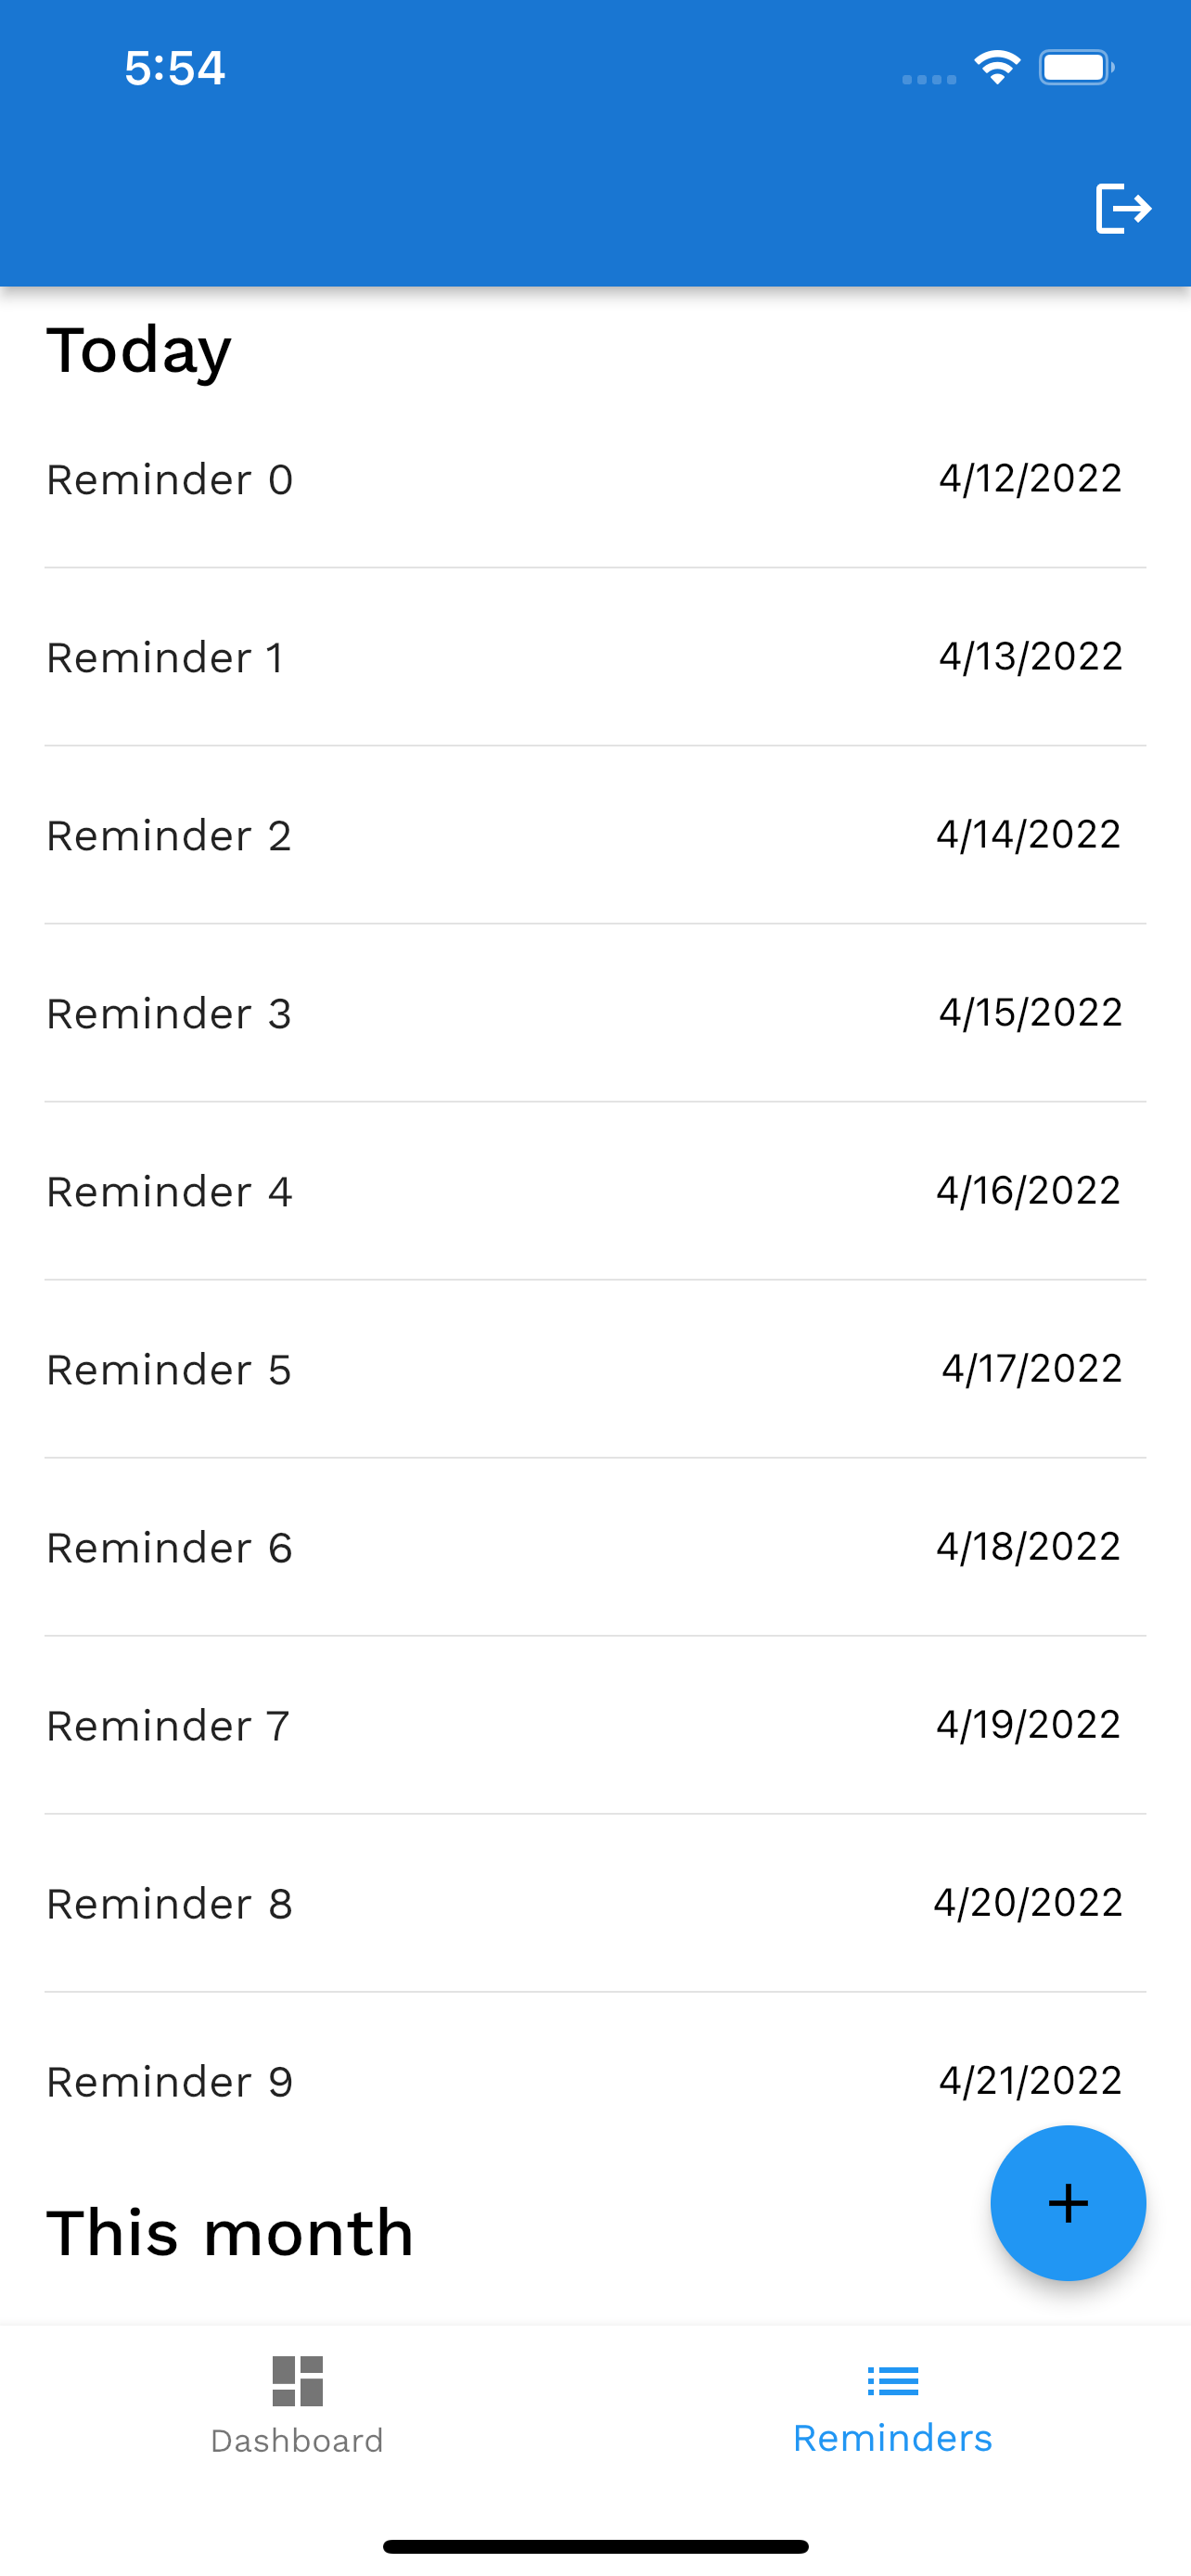 5:54
Today
Reminder 0 4/12/2022
Reminder 1 4/13/2022
Reminder 2 4/14/2022
Reminder 3 4/15/2022
Reminder 4 4/16/2022
Reminder 5 4/17/2022
Reminder 6 4/18/2022
Reminder 7 4/19/2022
Reminder 8 4/20/2022
Reminder 9 4/21/2022
This month
Dashboard Reminders